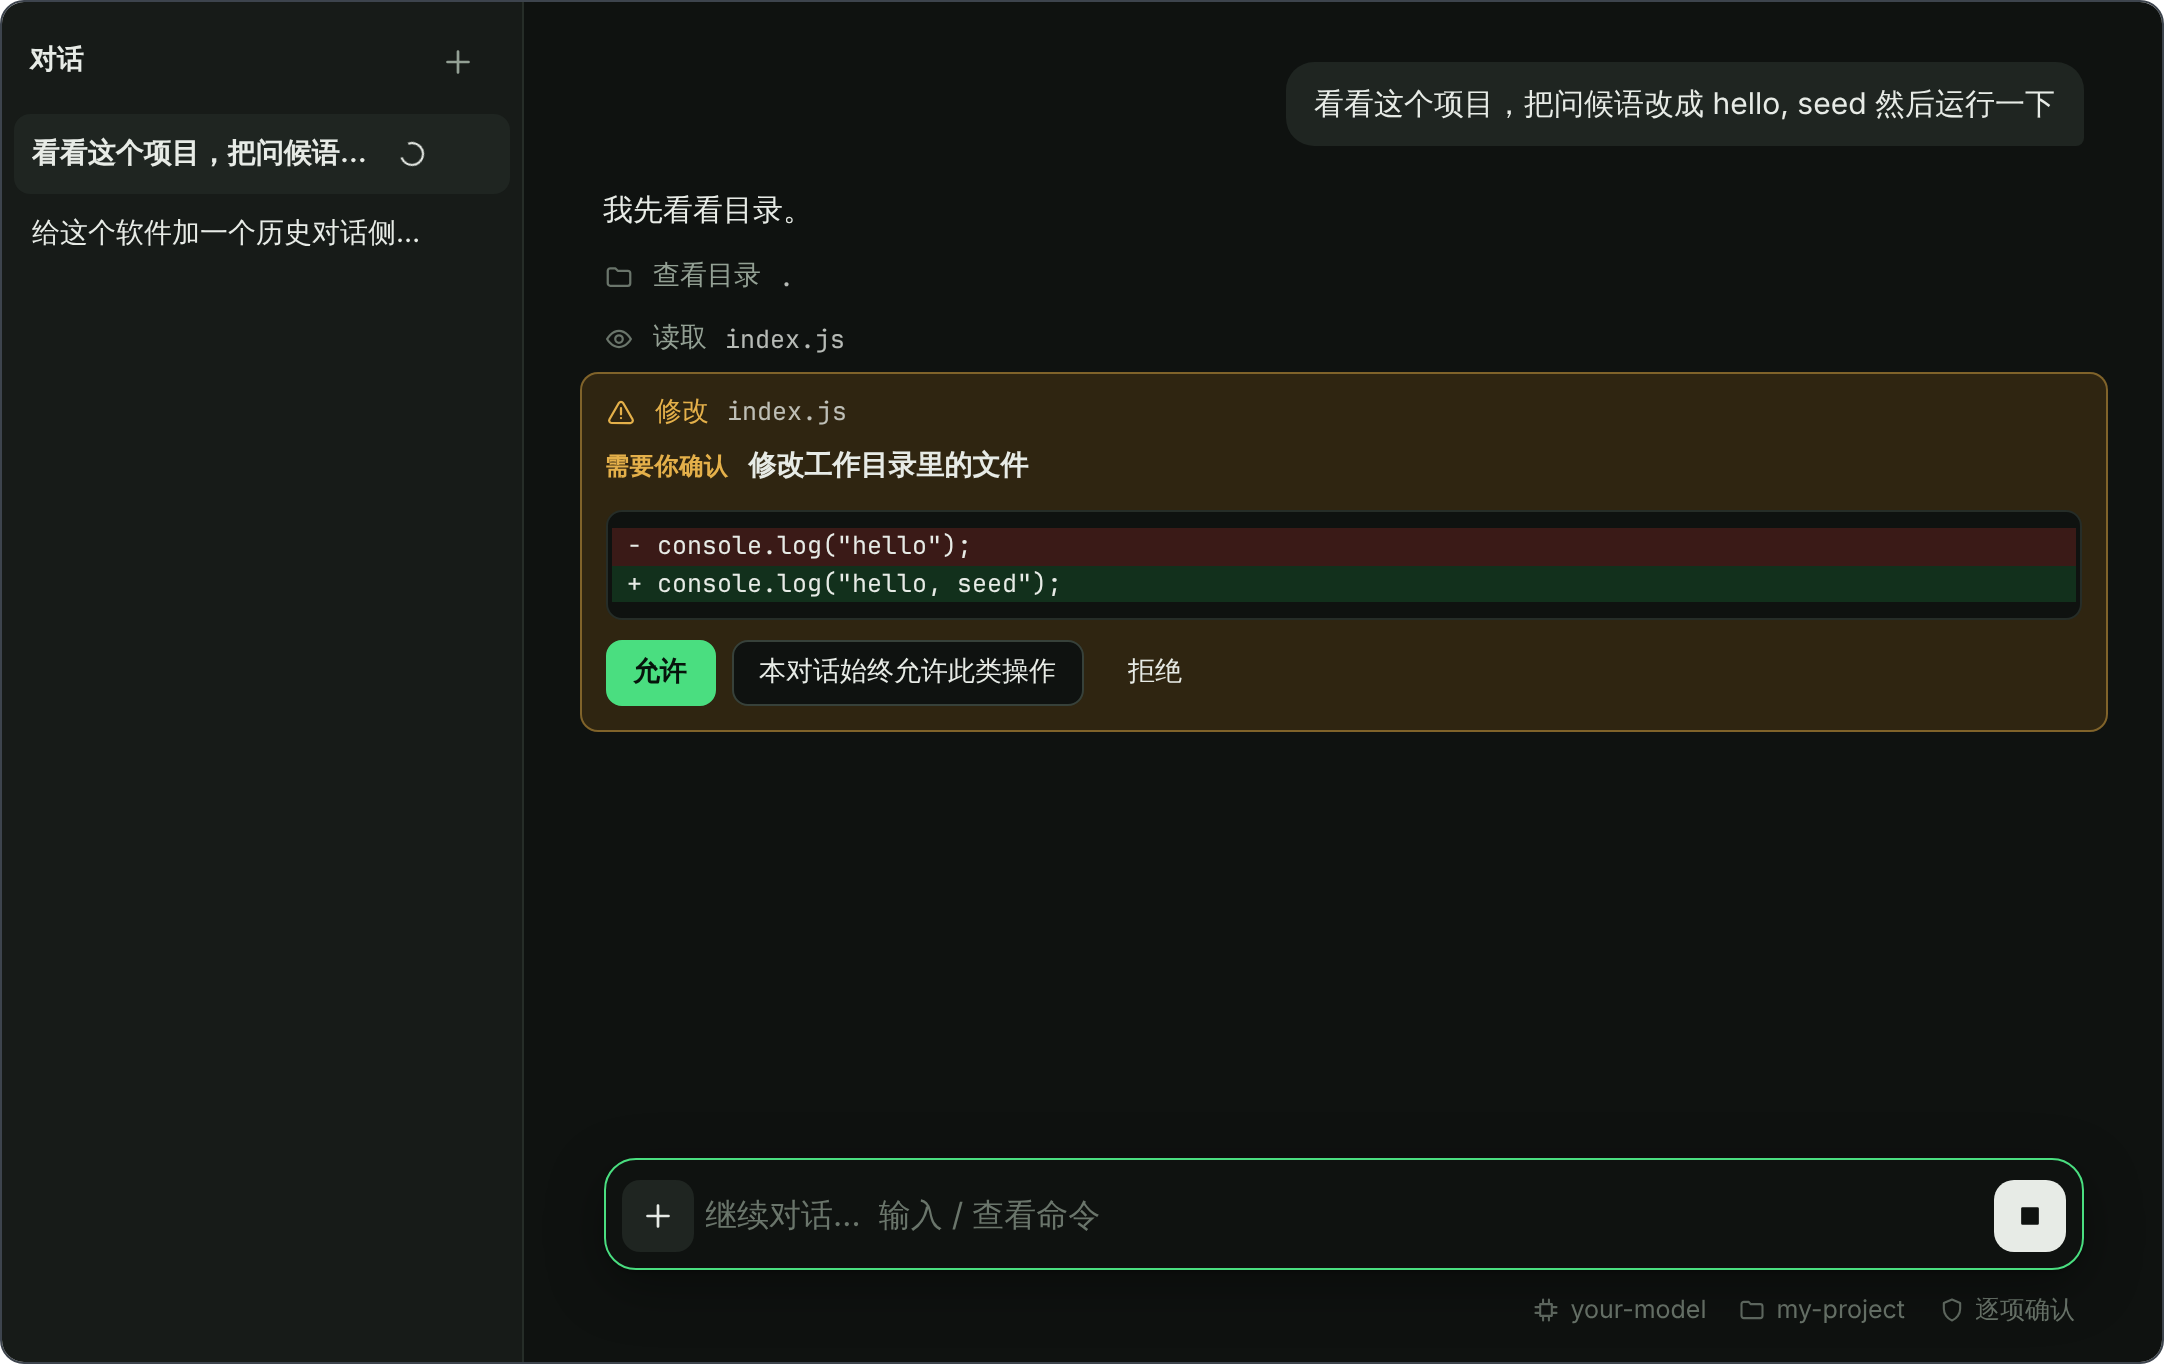 对话
看看这个项目，把问候语...
给这个软件加一个历史对话侧...
看看这个项目，把问候语改成 hello, seed 然后运行一下
我先看看目录。
查看目录 .
读取 index.js
修改 index.js
需要你确认 修改工作目录里的文件
- console.log("hello");
+ console.log("hello, seed");
允许 本对话始终允许此类操作 拒绝
继续对话... 输入 / 查看命令
your-model my-project 逐项确认